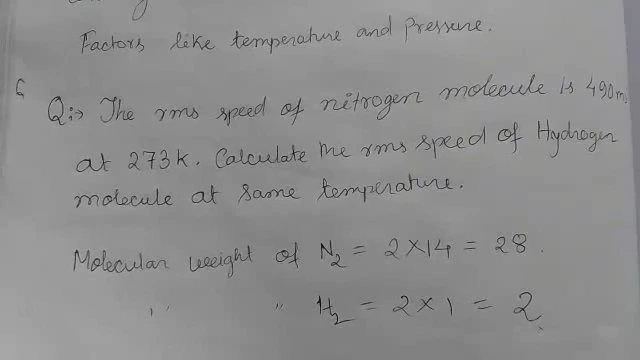 Factors like temperature and pressure.
Q:→ The rms speed of nitrogen molecule is 490m
at 273K. Calculate the rms speed of Hydrogen
molecule at same temperature.
Molecular weight of N₂ = 2×14 = 28.
" " H₂ = 2×1 = 2